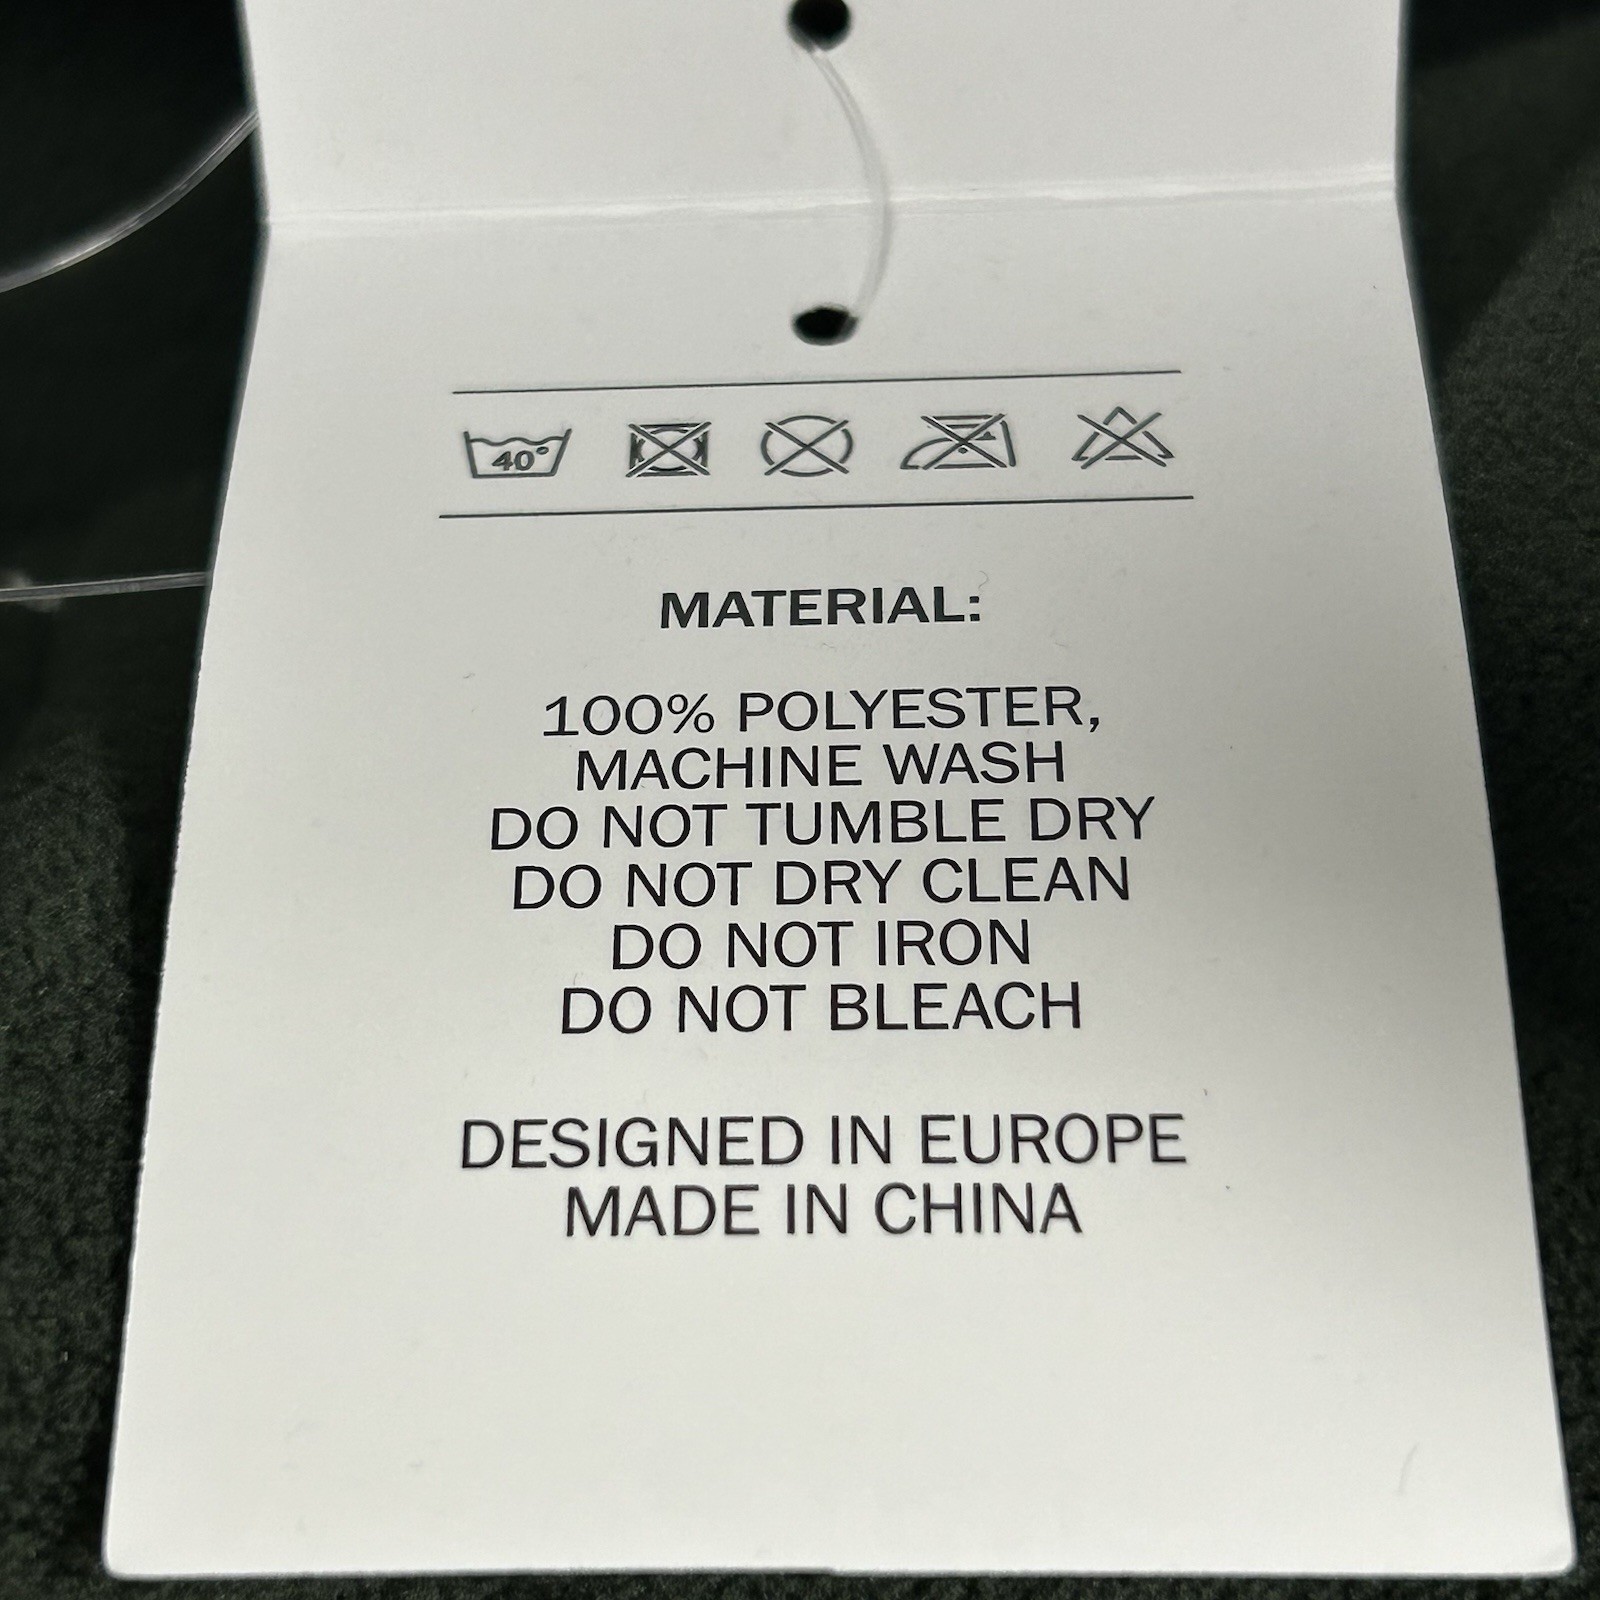 40°
MATERIAL:
100% POLYESTER,
MACHINE WASH
DO NOT TUMBLE DRY
DO NOT DRY CLEAN
DO NOT IRON
DO NOT BLEACH
DESIGNED IN EUROPE
MADE IN CHINA